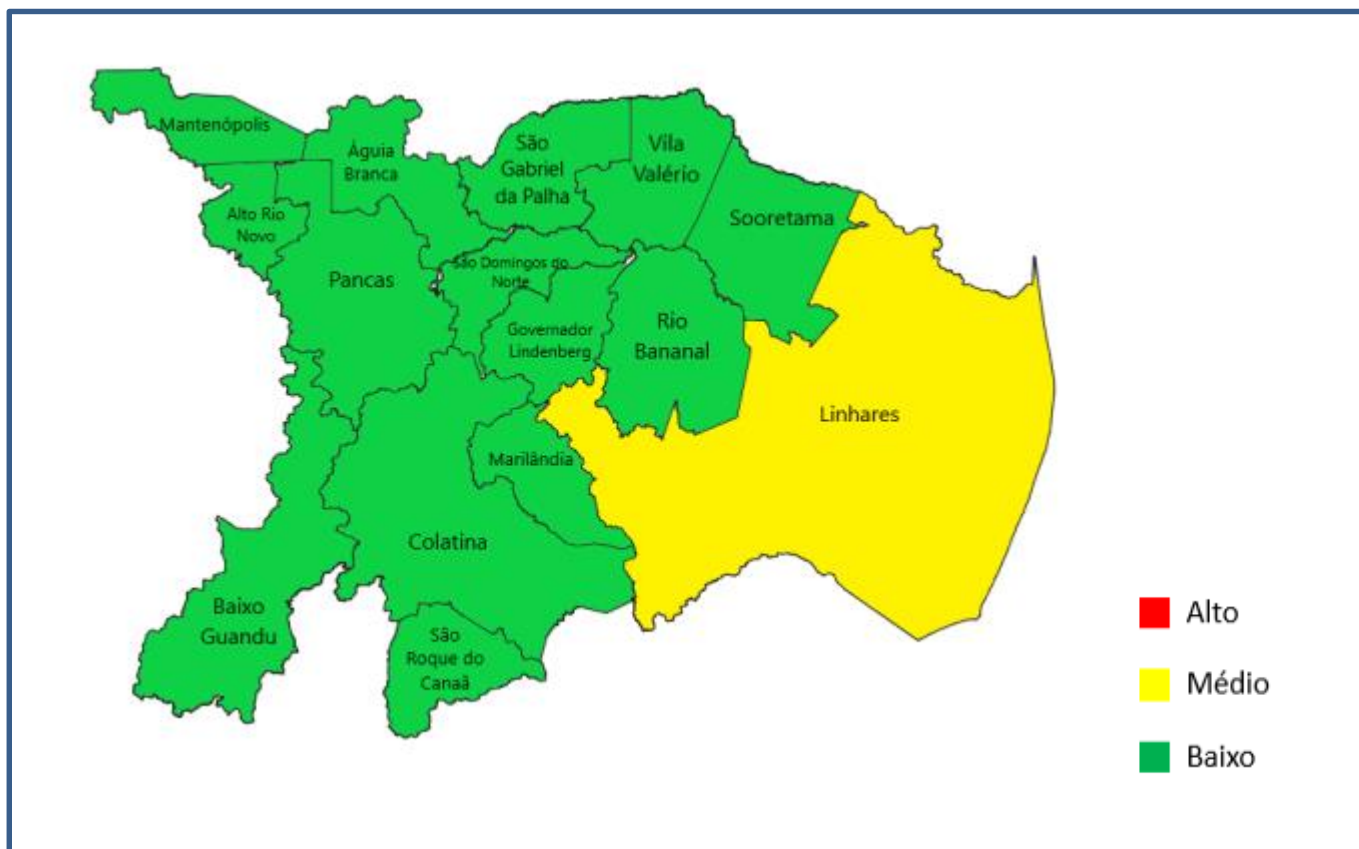 Mantenópolis
Águia
Branca
São
Gabriel
da Palha
Vila
Valério
Alto Rio
Novo
Sooretama
Pancas
São Domingos do
Norte
Governador
Lindenberg
Rio
Bananal
Linhares
Marilândia
Colatina
Baixo
Guandu
São
Roque do
Canaã
Alto
Médio
Baixo